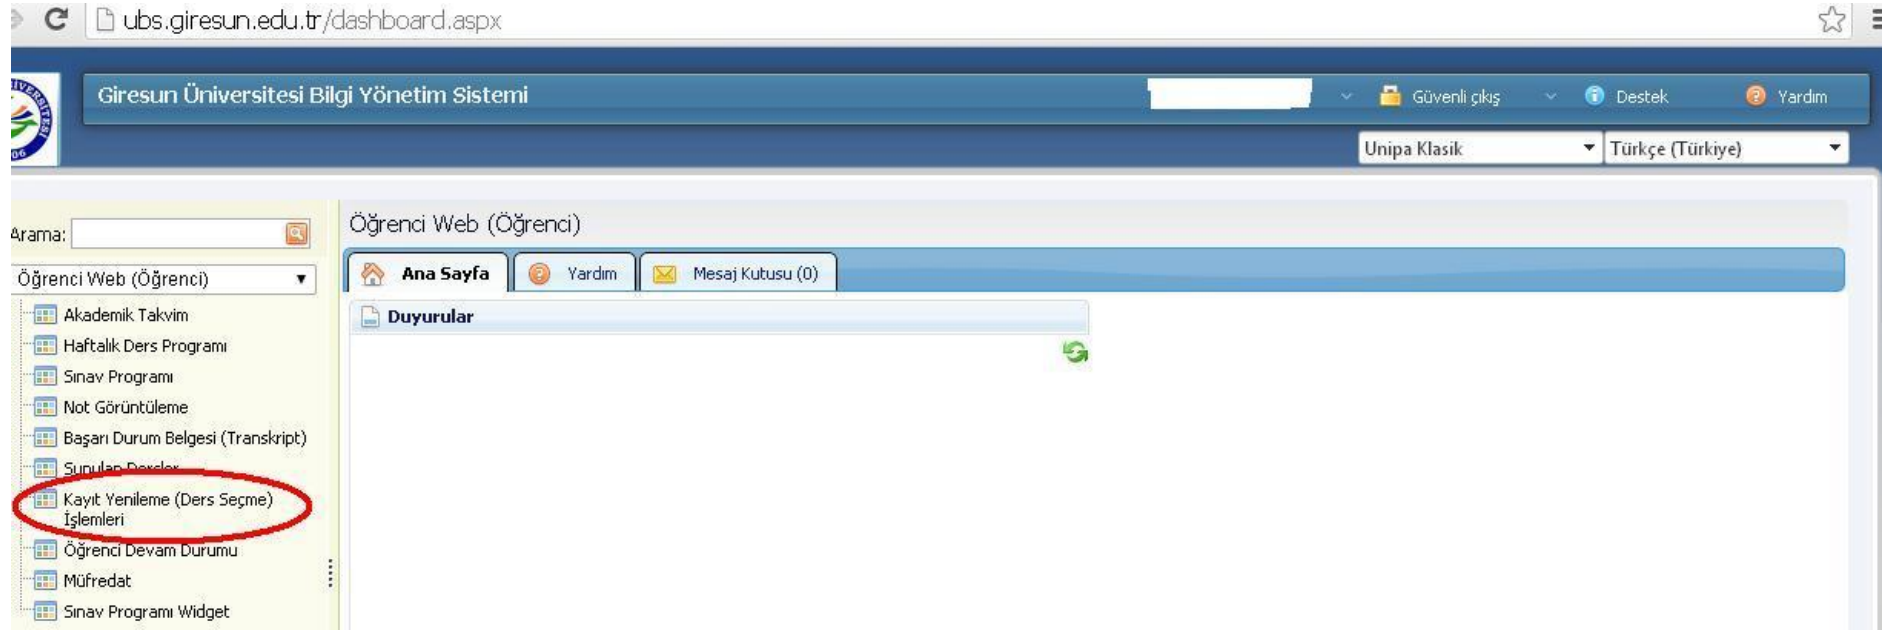 ubs.giresun.edu.tr/dashboard.aspx
Giresun Üniversitesi Bilgi Yönetim Sistemi
Güvenli çıkış
Destek
Yardım
Unipa Klasik
Türkçe (Türkiye)
Arama:
Öğrenci Web (Öğrenci)
Akademik Takvim
Haftalık Ders Programı
Sınav Programı
Not Görüntüleme
Başarı Durum Belgesi (Transkript)
Sunulan Dersler
Kayıt Yenileme (Ders Seçme)
İşlemleri
Öğrenci Devam Durumu
Müfredat
Sınav Programı Widget
Öğrenci Web (Öğrenci)
Ana Sayfa
Yardım
Mesaj Kutusu (0)
Duyurular